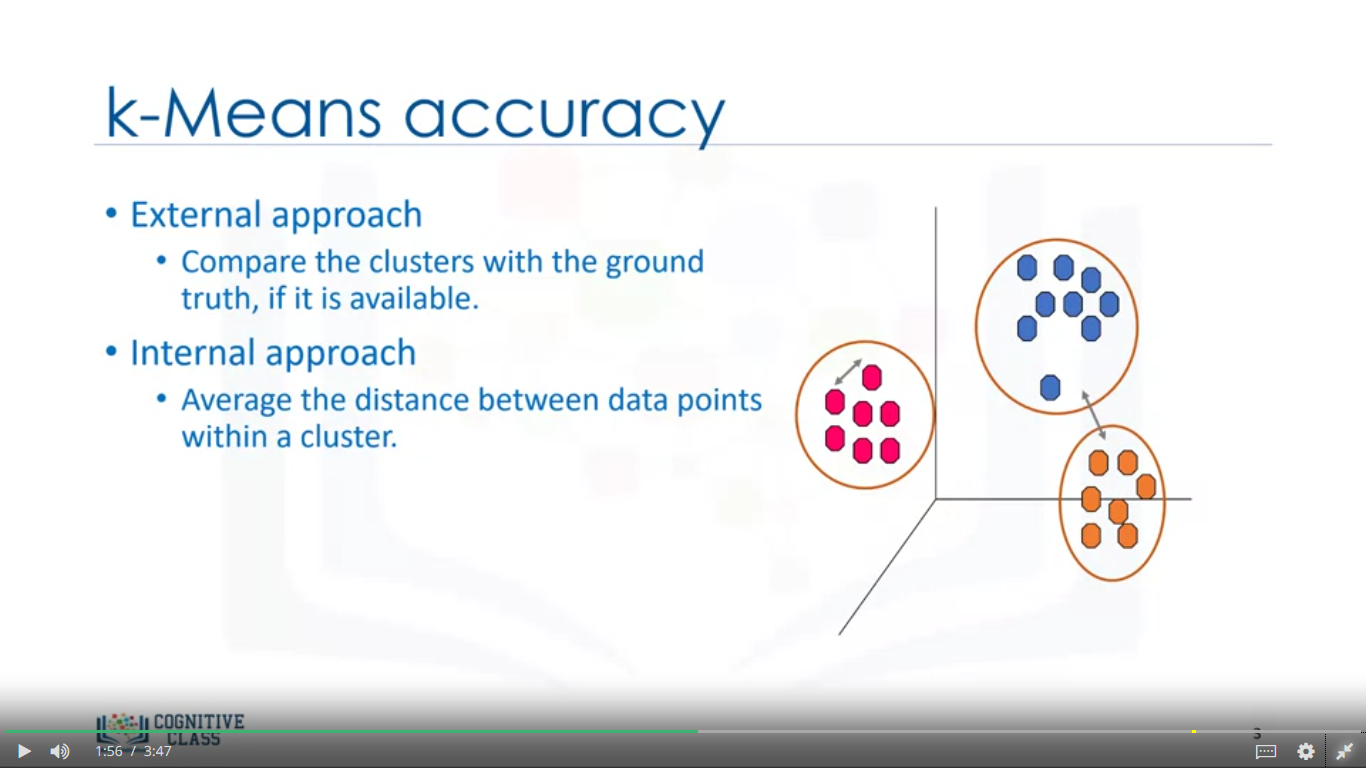 k-Means accuracy
• External approach
• Compare the clusters with the ground
truth, if it is available.
• Internal approach
• Average the distance between data points
within a cluster.
COGNITIVE
CLASS
3
1:56 / 3:47